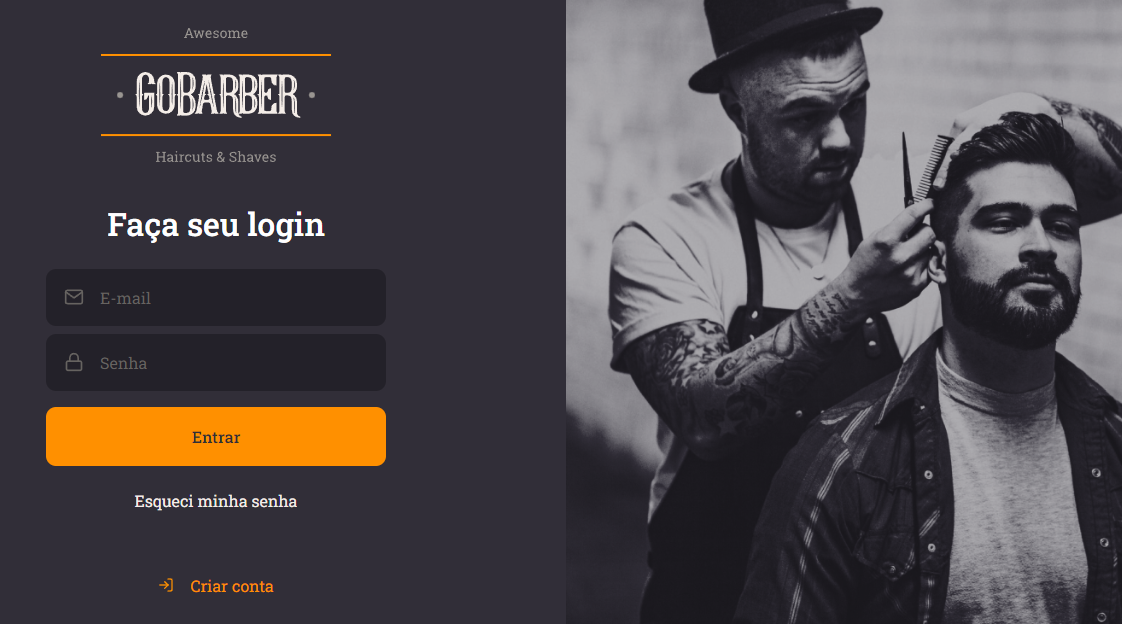 Awesome
GOBARBER
Haircuts & Shaves
Faça seu login
E-mail
Senha
Entrar
Esqueci minha senha
Criar conta